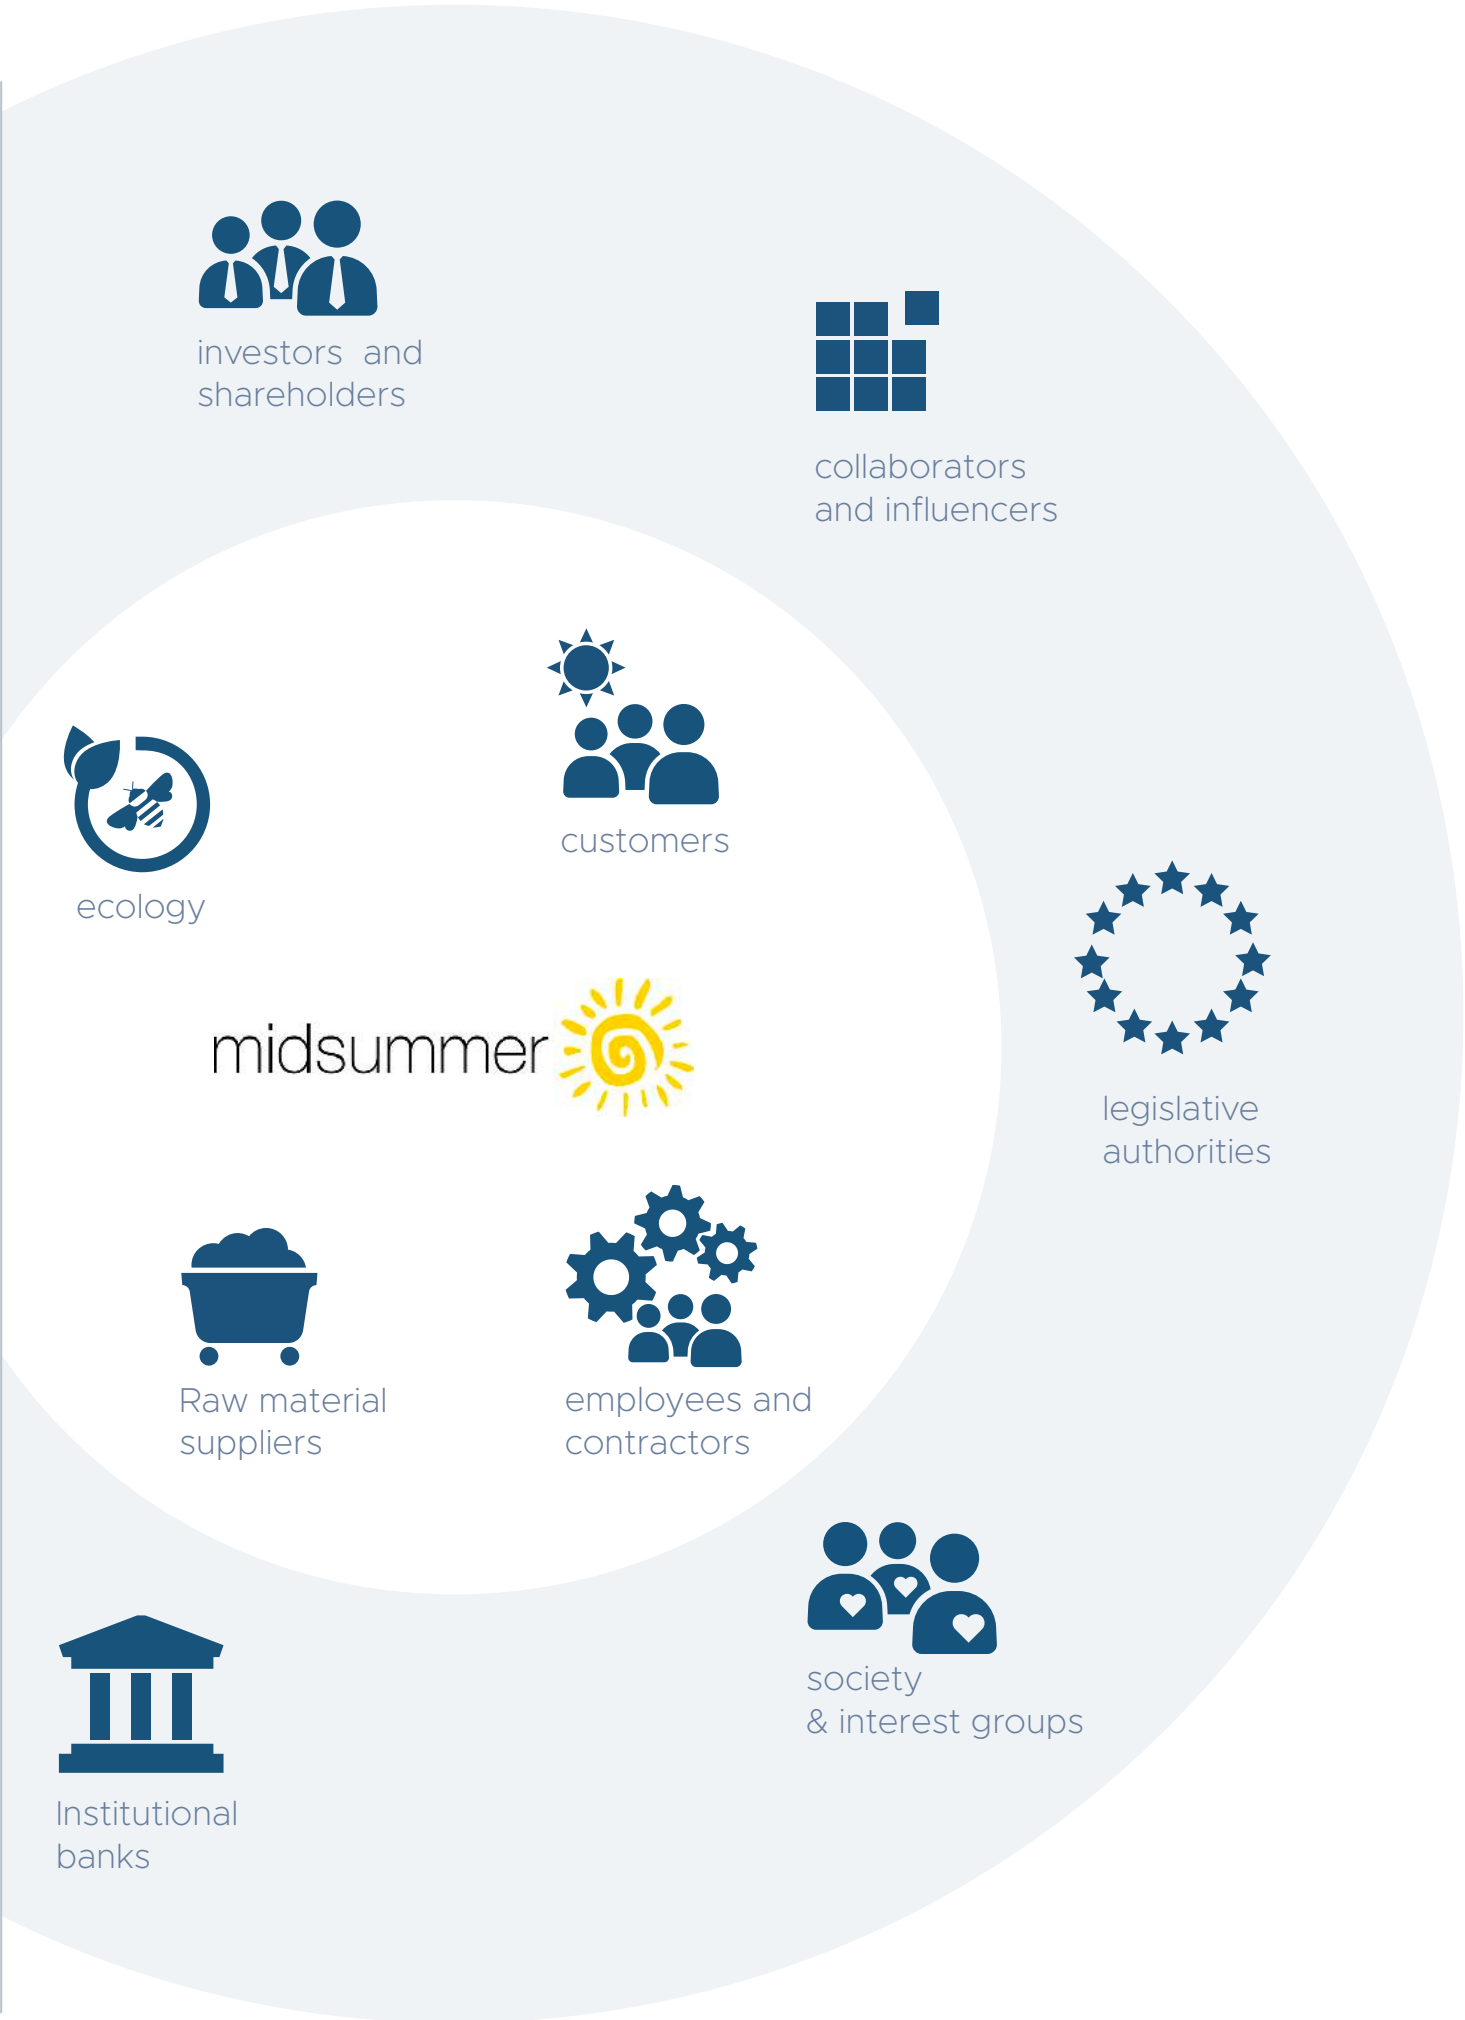 investors and
shareholders
collaborators
and influencers
customers
ecology
midsummer
legislative
authorities
Raw material
suppliers
employees and
contractors
society
& interest groups
Institutional
banks